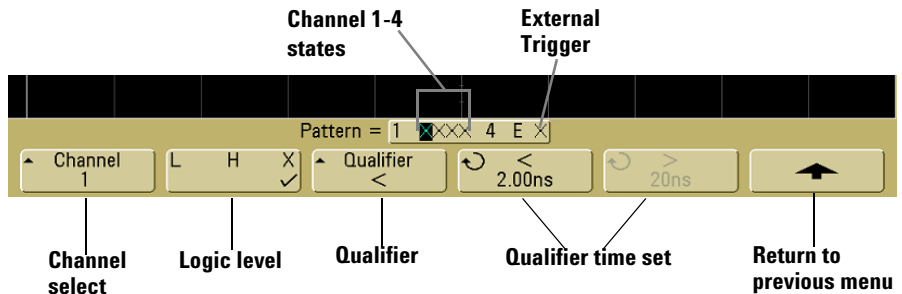 Channel 1-4
states
External
Trigger
Pattern = 1 XXXX 4 E X
Channel
1
L H X
✓
Qualifier
<
<
2.00ns
>
20ns
Channel
select
Logic level
Qualifier
Qualifier time set
Return to
previous menu